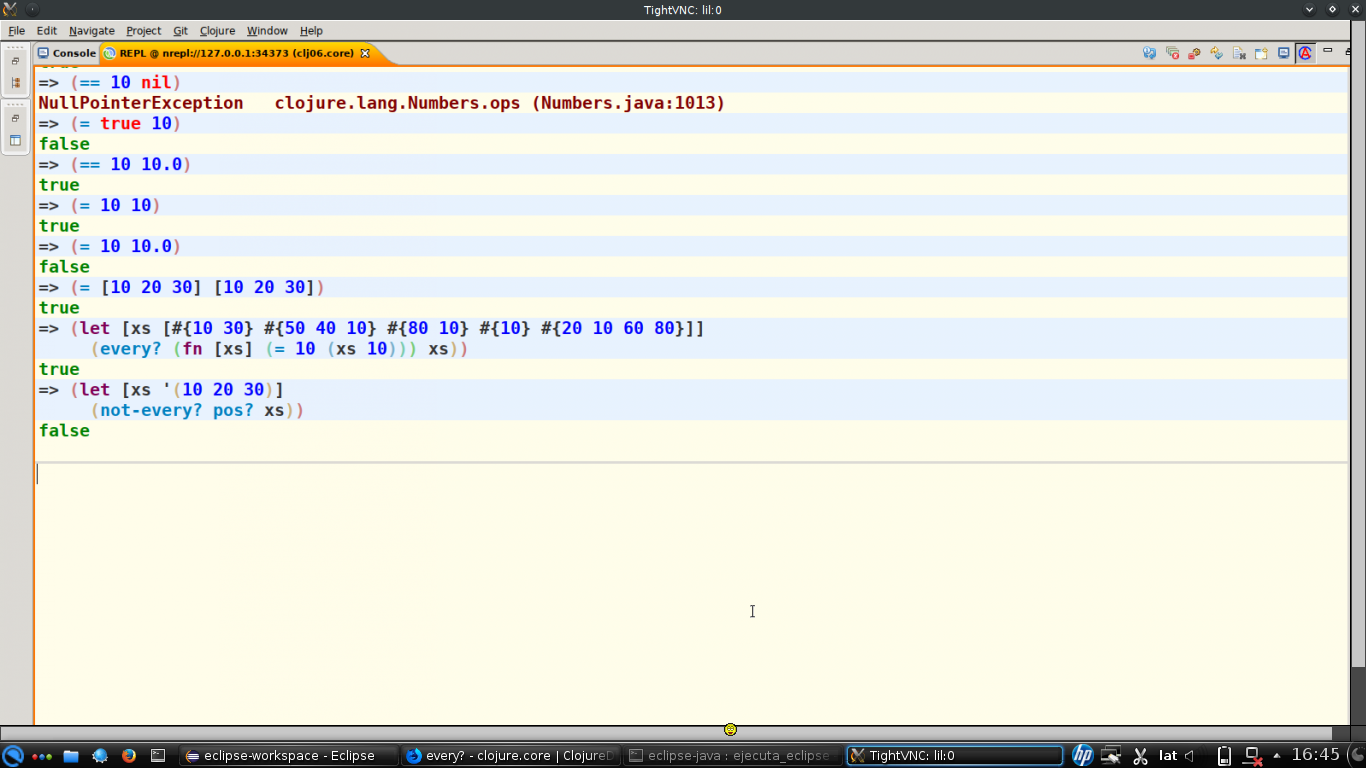 TightVNC: lil:0
File Edit Navigate Project Git Clojure Window Help
Console REPL @ nrepl://127.0.0.1:34373 (clj06.core)
=> (== 10 nil)
NullPointerException   clojure.lang.Numbers.ops (Numbers.java:1013)
=> (= true 10)
false
=> (== 10 10.0)
true
=> (= 10 10)
true
=> (= 10 10.0)
false
=> (= [10 20 30] [10 20 30])
true
=> (let [xs [#{10 30} #{50 40 10} #{80 10} #{10} #{20 10 60 80}]]
     (every? (fn [xs] (= 10 (xs 10))) xs))
true
=> (let [xs '(10 20 30)]
     (not-every? pos? xs))
false
eclipse-workspace - Eclipse every? - clojure.core | ClojureD eclipse-java : ejecuta_eclipse TightVNC: lil:0 hp lat 16:45